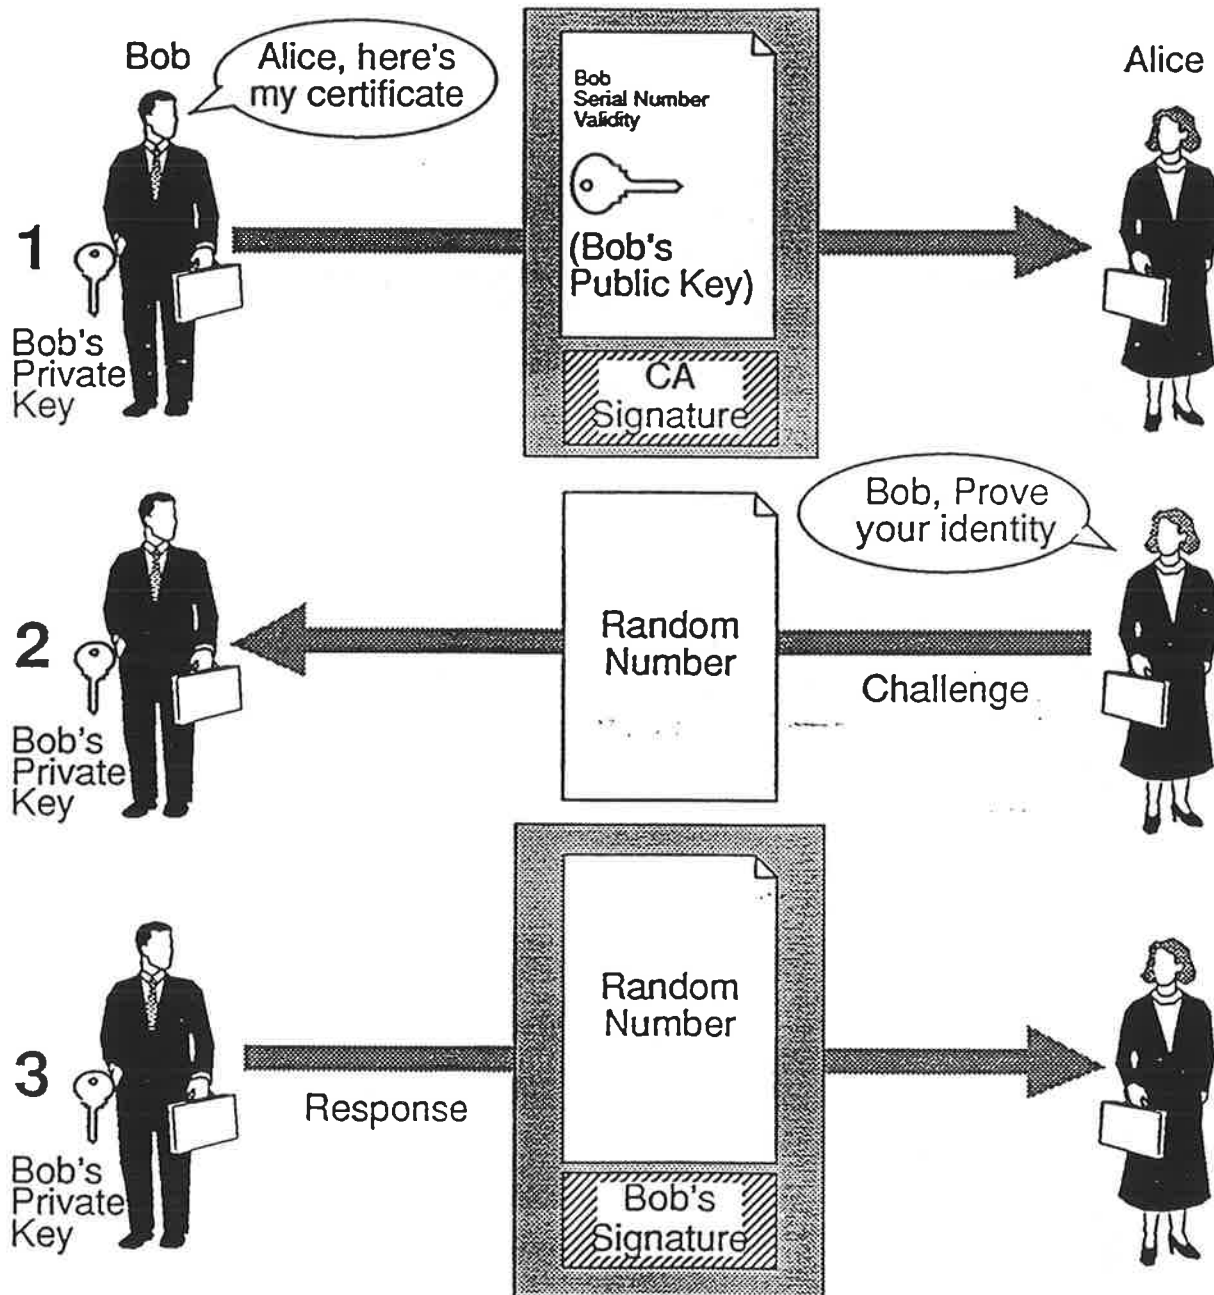 Bob
Alice, here's
my certificate
Bob
Serial Number
Validity
Alice
1
(Bob's
Public Key)
Bob's
Private
Key
CA
Signature
Bob, Prove
your identity
2
Random
Number
Challenge
Bob's
Private
Key
Random
Number
3
Response
Bob's
Private
Key
Bob's
Signature